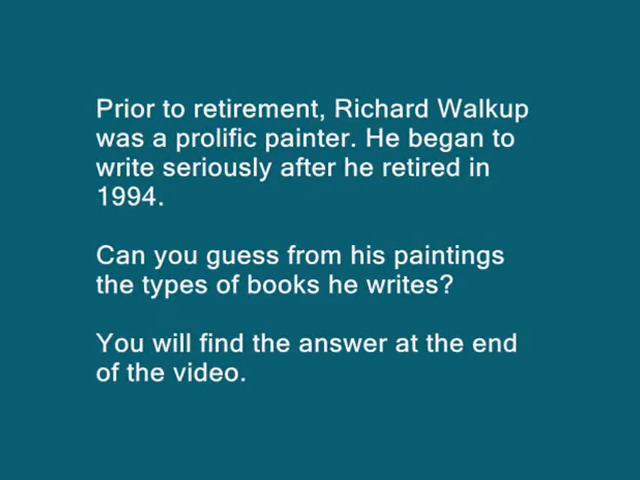 Prior to retirement, Richard Walkup
was a prolific painter. He began to
write seriously after he retired in
1994.
Can you guess from his paintings
the types of books he writes?
You will find the answer at the end
of the video.